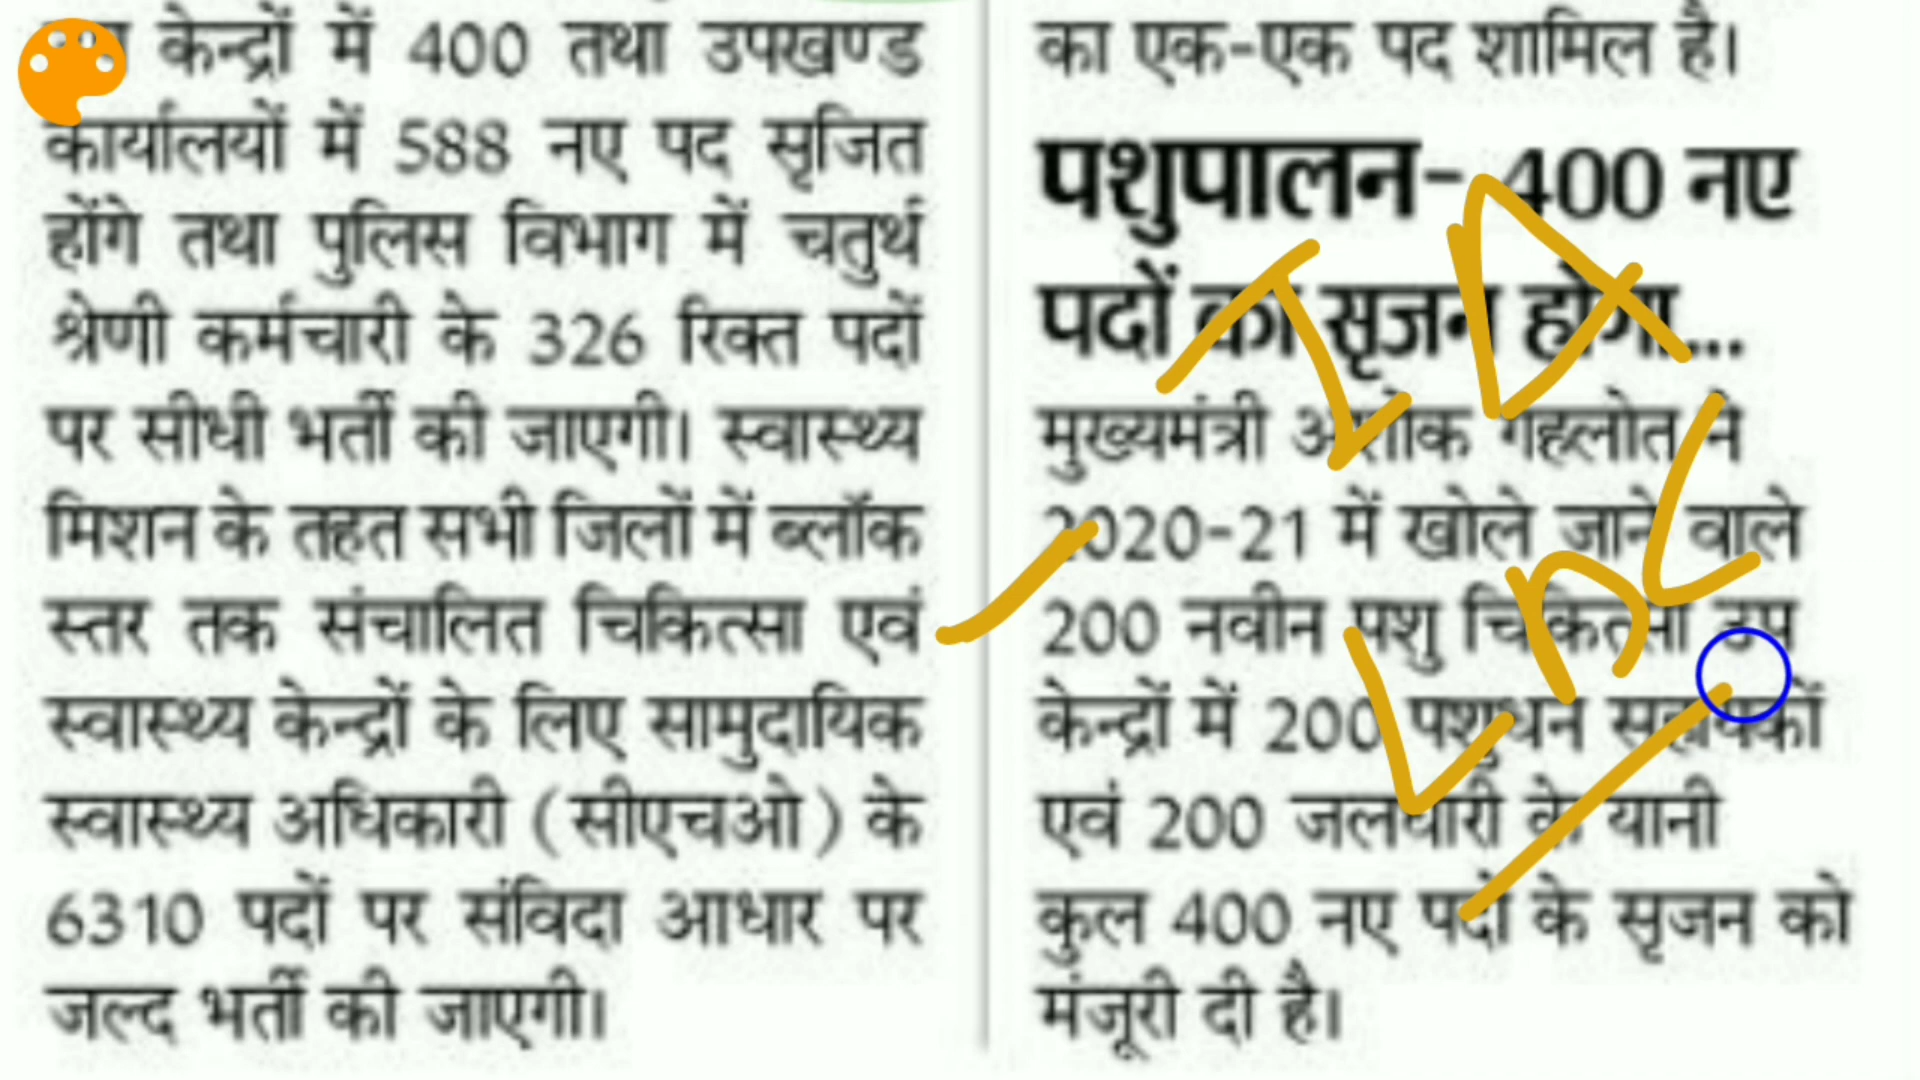 केन्द्रों में 400 तथा उपखण्ड
कार्यालयों में 588 नए पद सृजित
होंगे तथा पुलिस विभाग में चतुर्थ
श्रेणी कर्मचारी के 326 रिक्त पदों
पर सीधी भर्ती की जाएगी। स्वास्थ्य
मिशन के तहत सभी जिलों में ब्लॉक
स्तर तक संचालित चिकित्सा एवं
स्वास्थ्य केन्द्रों के लिए सामुदायिक
स्वास्थ्य अधिकारी (सीएचओ) के
6310 पदों पर संविदा आधार पर
जल्द भर्ती की जाएगी।
का एक-एक पद शामिल है।
पशुपालन- 400 नए
पदों का सृजन होगा...
मुख्यमंत्री अशोक गहलोत ने
2020-21 में खोले जाने वाले
200 नवीन पशु चिकित्सा उप
केन्द्रों में 200 पशुधन सहायकों
एवं 200 जलधारी के यानी
कुल 400 नए पदों के सृजन को
मंजूरी दी है।